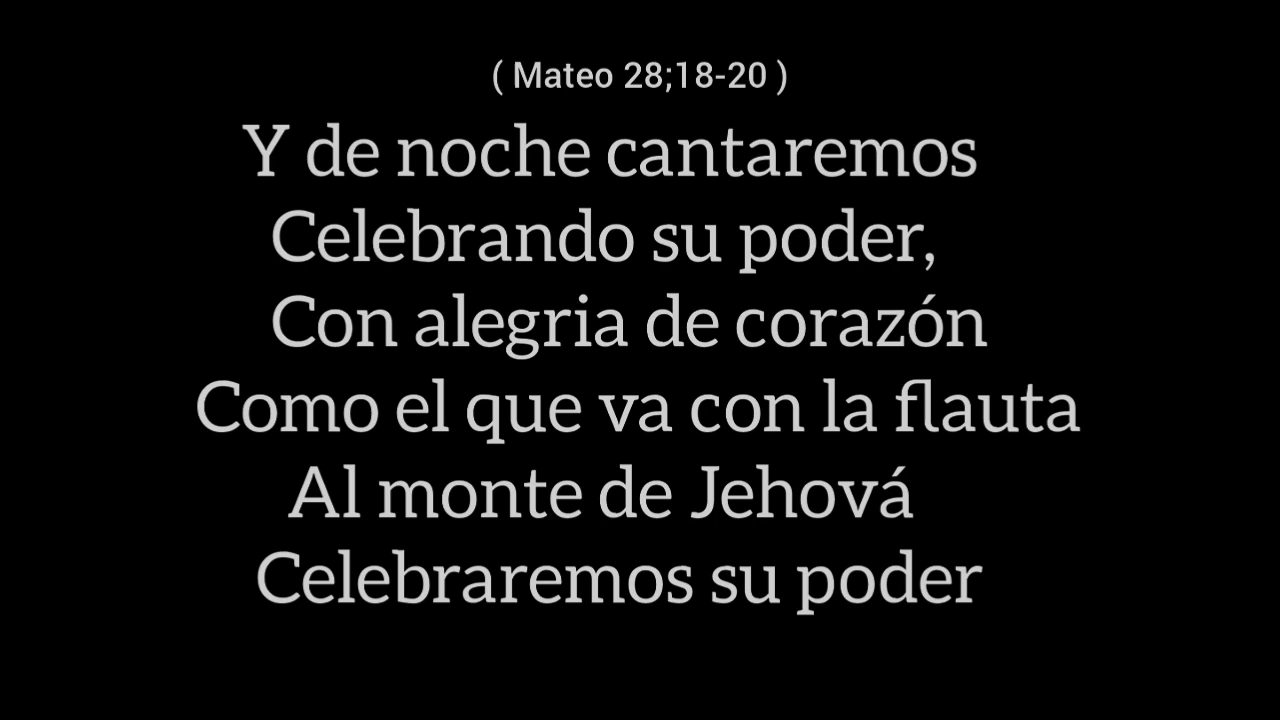 ( Mateo 28;18-20 )
Y de noche cantaremos
Celebrando su poder,
Con alegria de corazón
Como el que va con la flauta
Al monte de Jehová
Celebraremos su poder